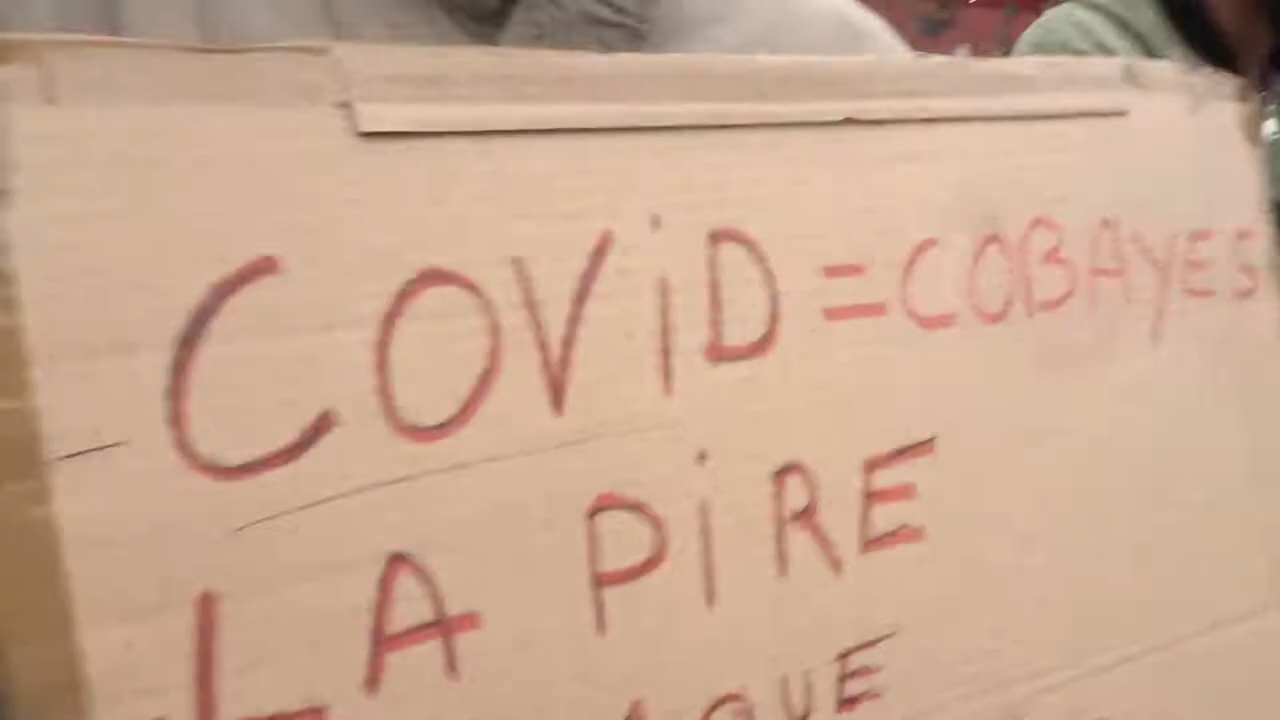 COViD = COBAYES
LA PiRE